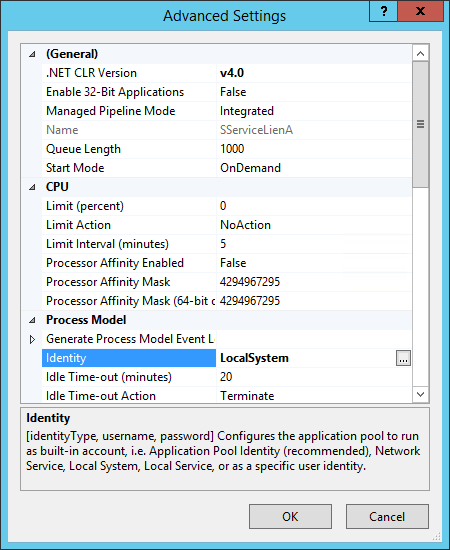 Advanced Settings
? x
(General)
.NET CLR Version v4.0
Enable 32-Bit Applications False
Managed Pipeline Mode Integrated
Name SServiceLienA
Queue Length 1000
Start Mode OnDemand
CPU
Limit (percent) 0
Limit Action NoAction
Limit Interval (minutes) 5
Processor Affinity Enabled False
Processor Affinity Mask 4294967295
Processor Affinity Mask (64-bit o 4294967295
Process Model
Generate Process Model Event L
Identity LocalSystem ...
Idle Time-out (minutes) 20
Idle Time-out Action Terminate
Identity
[identityType, username, password] Configures the application pool to run
as built-in account, i.e. Application Pool Identity (recommended), Network
Service, Local System, Local Service, or as a specific user identity.
OK Cancel